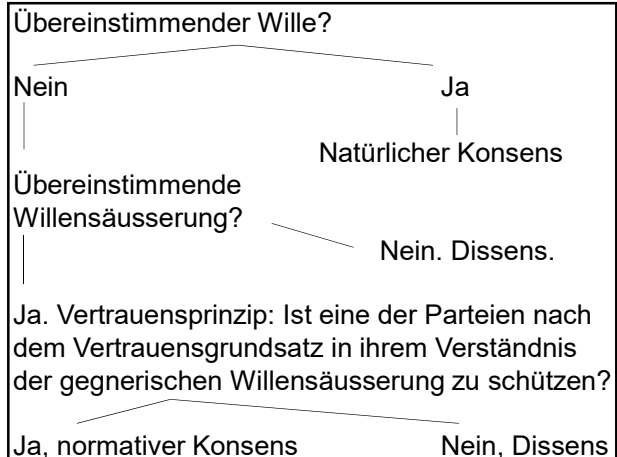 Übereinstimmender Wille?
Nein
Ja
Natürlicher Konsens
Übereinstimmende
Willensäusserung?
Nein. Dissens.
Ja. Vertrauensprinzip: Ist eine der Parteien nach
dem Vertrauensgrundsatz in ihrem Verständnis
der gegnerischen Willensäusserung zu schützen?
Ja, normativer Konsens
Nein, Dissens